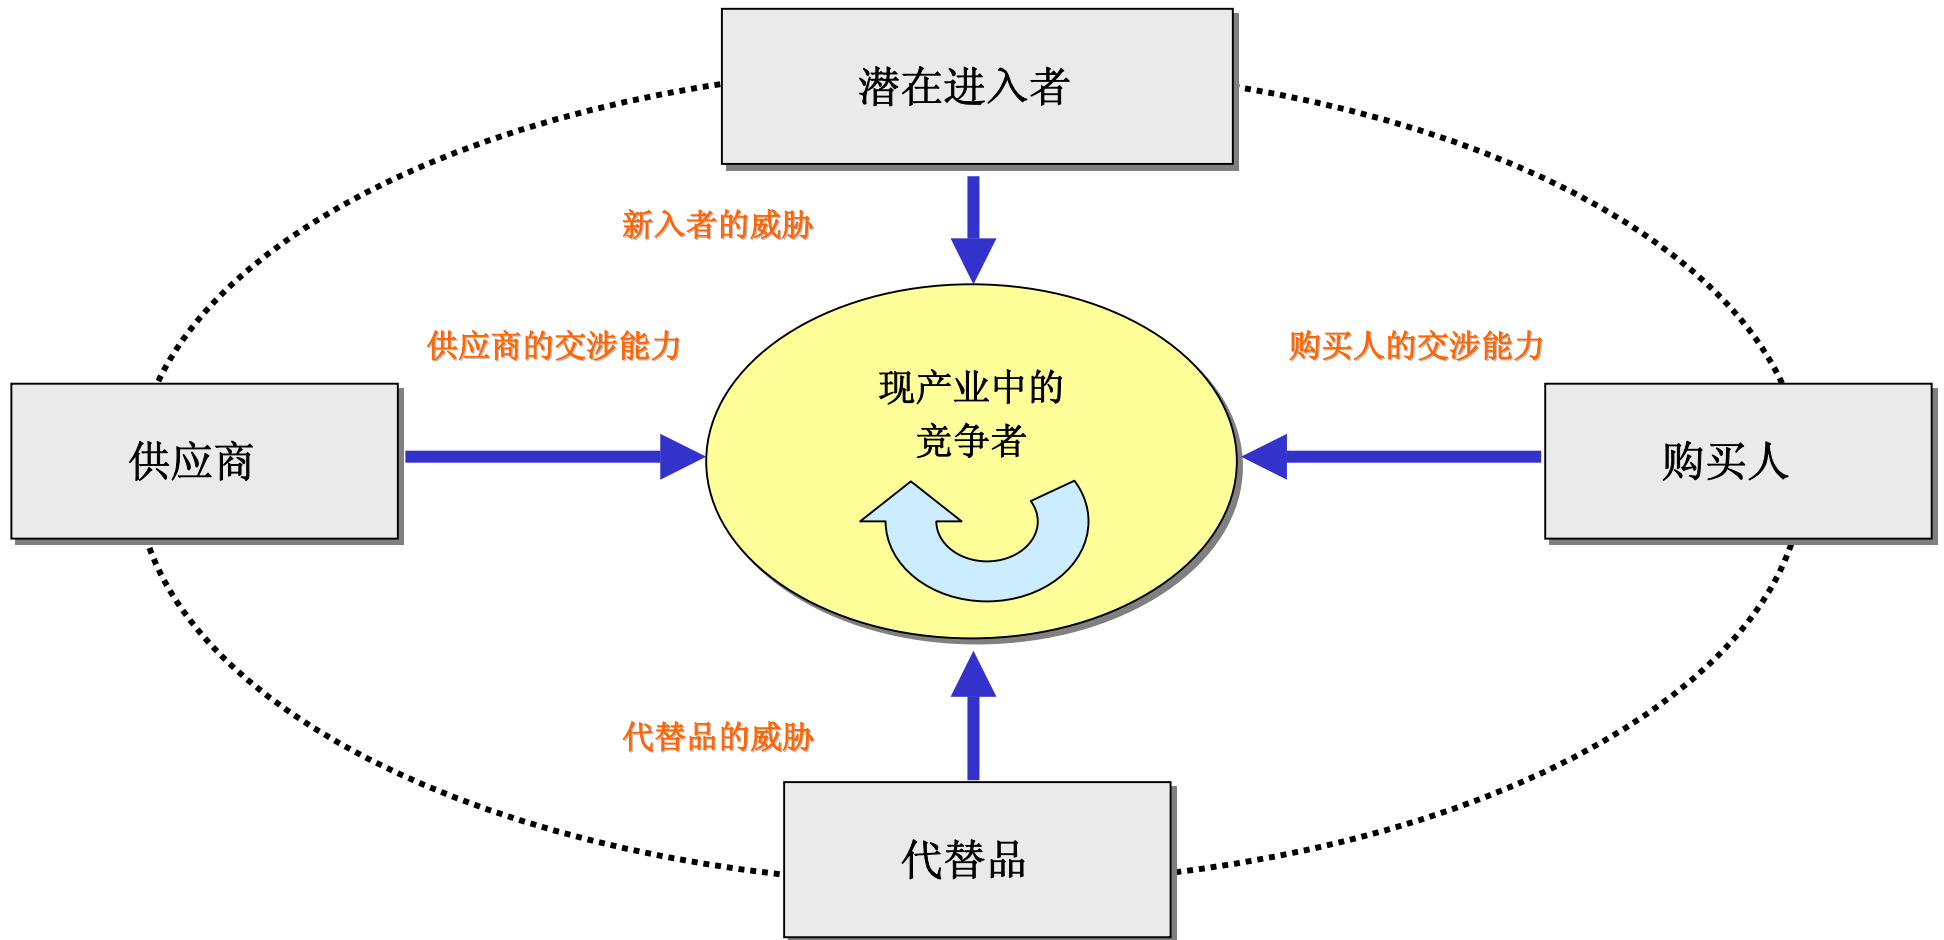 潜在进入者
新入者的威胁
供应商的交涉能力
购买人的交涉能力
现产业中的
竞争者
供应商
购买人
代替品的威胁
代替品